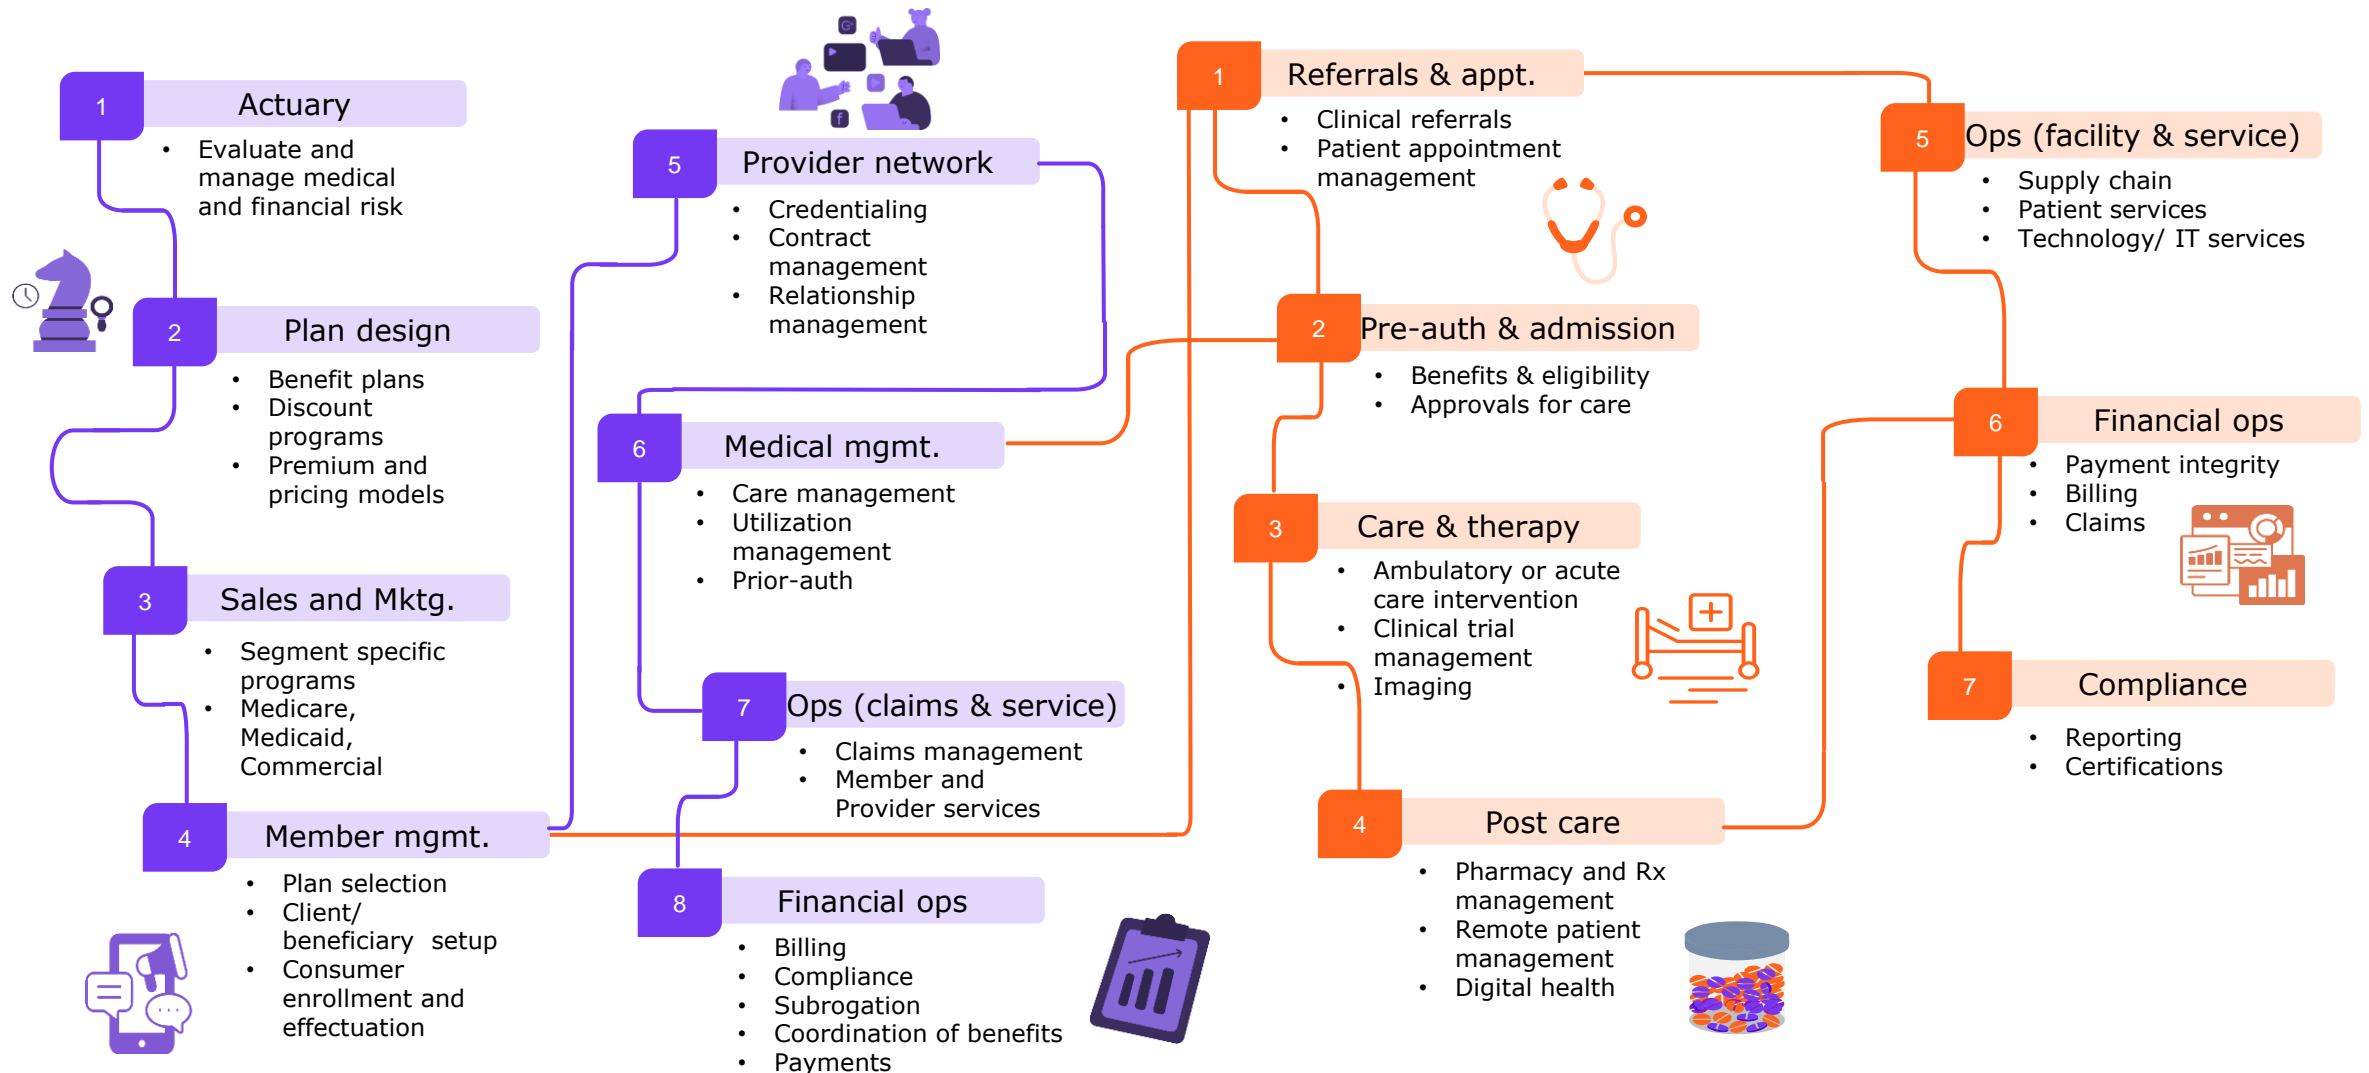 1
Actuary
• Evaluate and
manage medical
and financial risk
2
Plan design
• Benefit plans
• Discount
programs
• Premium and
pricing models
3
Sales and Mktg.
• Segment specific
programs
• Medicare,
Medicaid,
Commercial
4
Member mgmt.
• Plan selection
• Client/
beneficiary setup
• Consumer
enrollment and
effectuation
G+
f
5
Provider network
• Credentialing
• Contract
management
• Relationship
management
6
Medical mgmt.
• Care management
• Utilization
management
• Prior-auth
7
Ops (claims & service)
• Claims management
• Member and
Provider services
8
Financial ops
• Billing
• Compliance
• Subrogation
• Coordination of benefits
• Payments
1
Referrals & appt.
• Clinical referrals
• Patient appointment
management
2
Pre-auth & admission
• Benefits & eligibility
• Approvals for care
3
Care & therapy
• Ambulatory or acute
care intervention
• Clinical trial
management
• Imaging
4
Post care
• Pharmacy and Rx
management
• Remote patient
management
• Digital health
5
Ops (facility & service)
• Supply chain
• Patient services
• Technology/ IT services
6
Financial ops
• Payment integrity
• Billing
• Claims
7
Compliance
• Reporting
• Certifications